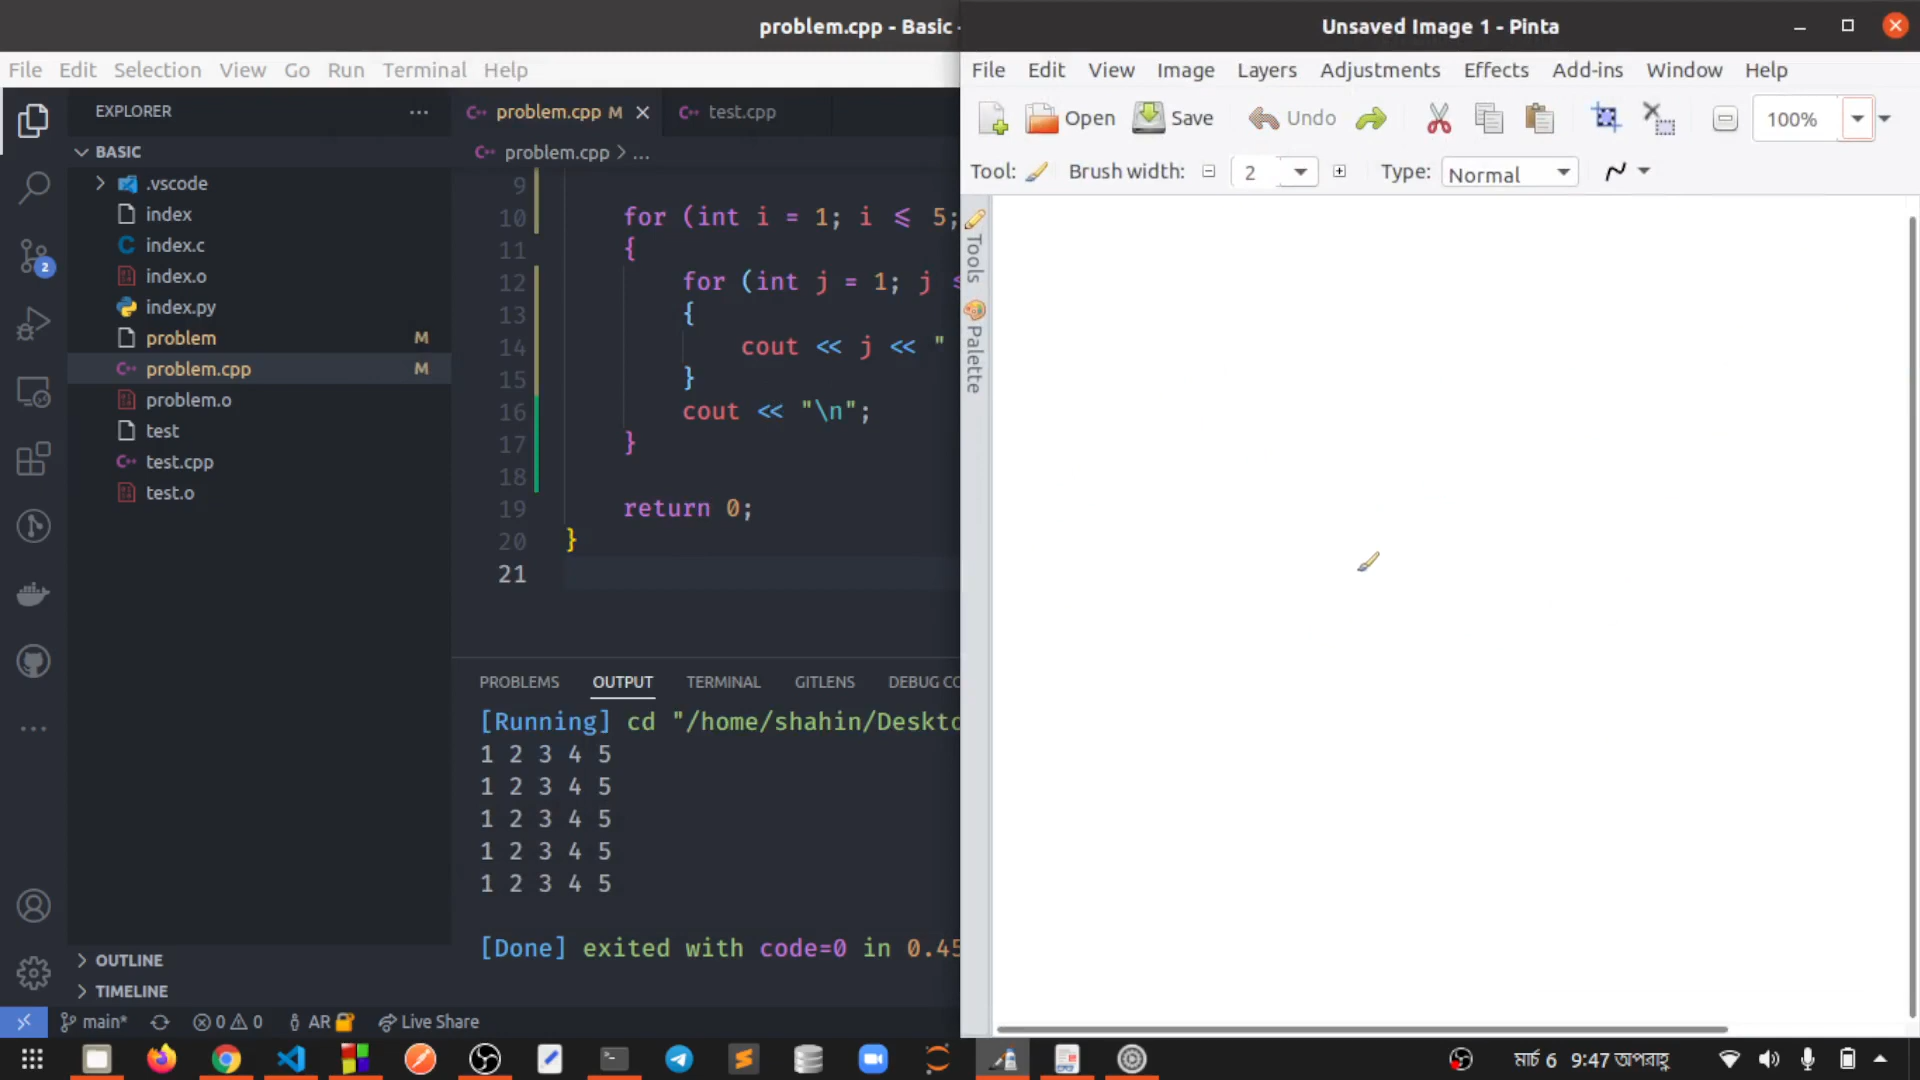 problem.cpp - Basic -
File Edit Selection View Go Run Terminal Help
EXPLORER
BASIC
.vscode
index
index.c
index.o
index.py
problem M
problem.cpp M
problem.o
test
test.cpp
test.o
OUTLINE
TIMELINE
2
problem.cpp M
test.cpp
problem.cpp > ...
9
10 for (int i = 1; i <= 5;
11 {
12 for (int j = 1; j
13 {
14 cout << j << "
15 }
16 cout << "\n";
17 }
18
19 return 0;
20 }
21
PROBLEMS OUTPUT TERMINAL GITLENS DEBUG CO
[Running] cd "/home/shahin/Deskto
1 2 3 4 5
1 2 3 4 5
1 2 3 4 5
1 2 3 4 5
1 2 3 4 5
[Done] exited with code=0 in 0.45
main* 0 0 AR Live Share
Unsaved Image 1 - Pinta
File Edit View Image Layers Adjustments Effects Add-ins Window Help
Open Save Undo 100%
Tool: Brush width: 2 Type: Normal
Tools
Palette
মার্চ 6 9:47 অপরাহ্ণ